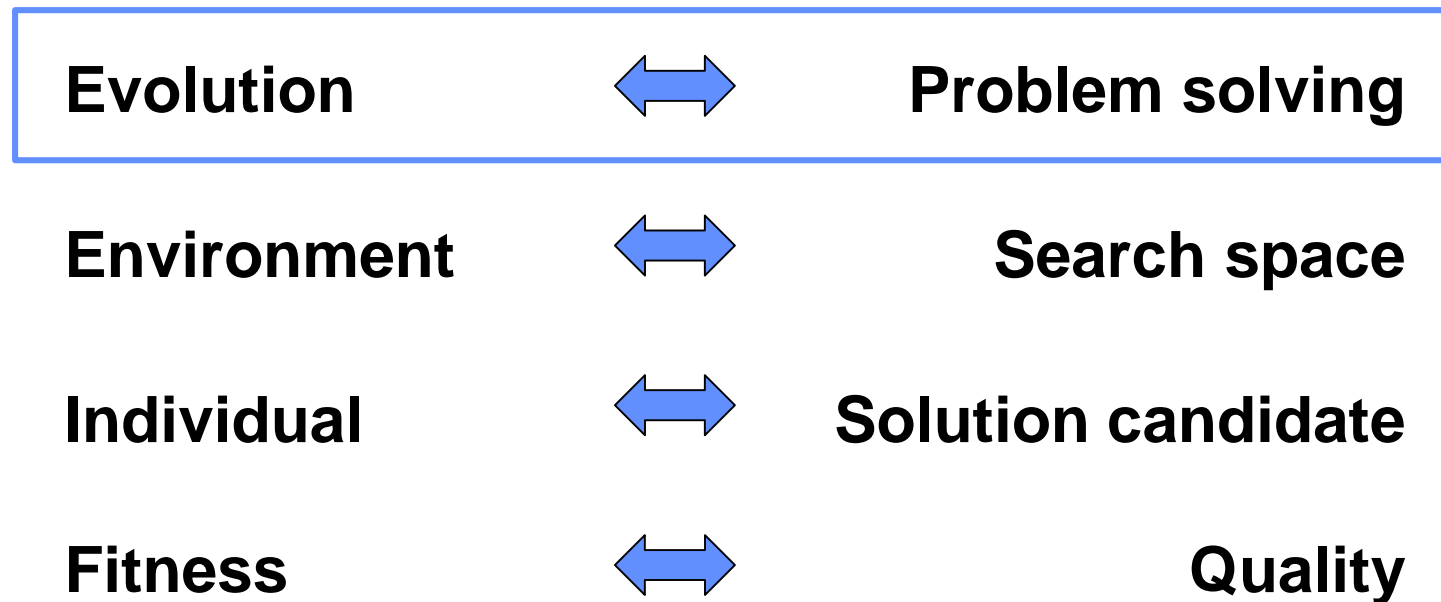 Evolution Problem solving
Environment Search space
Individual Solution candidate
Fitness Quality